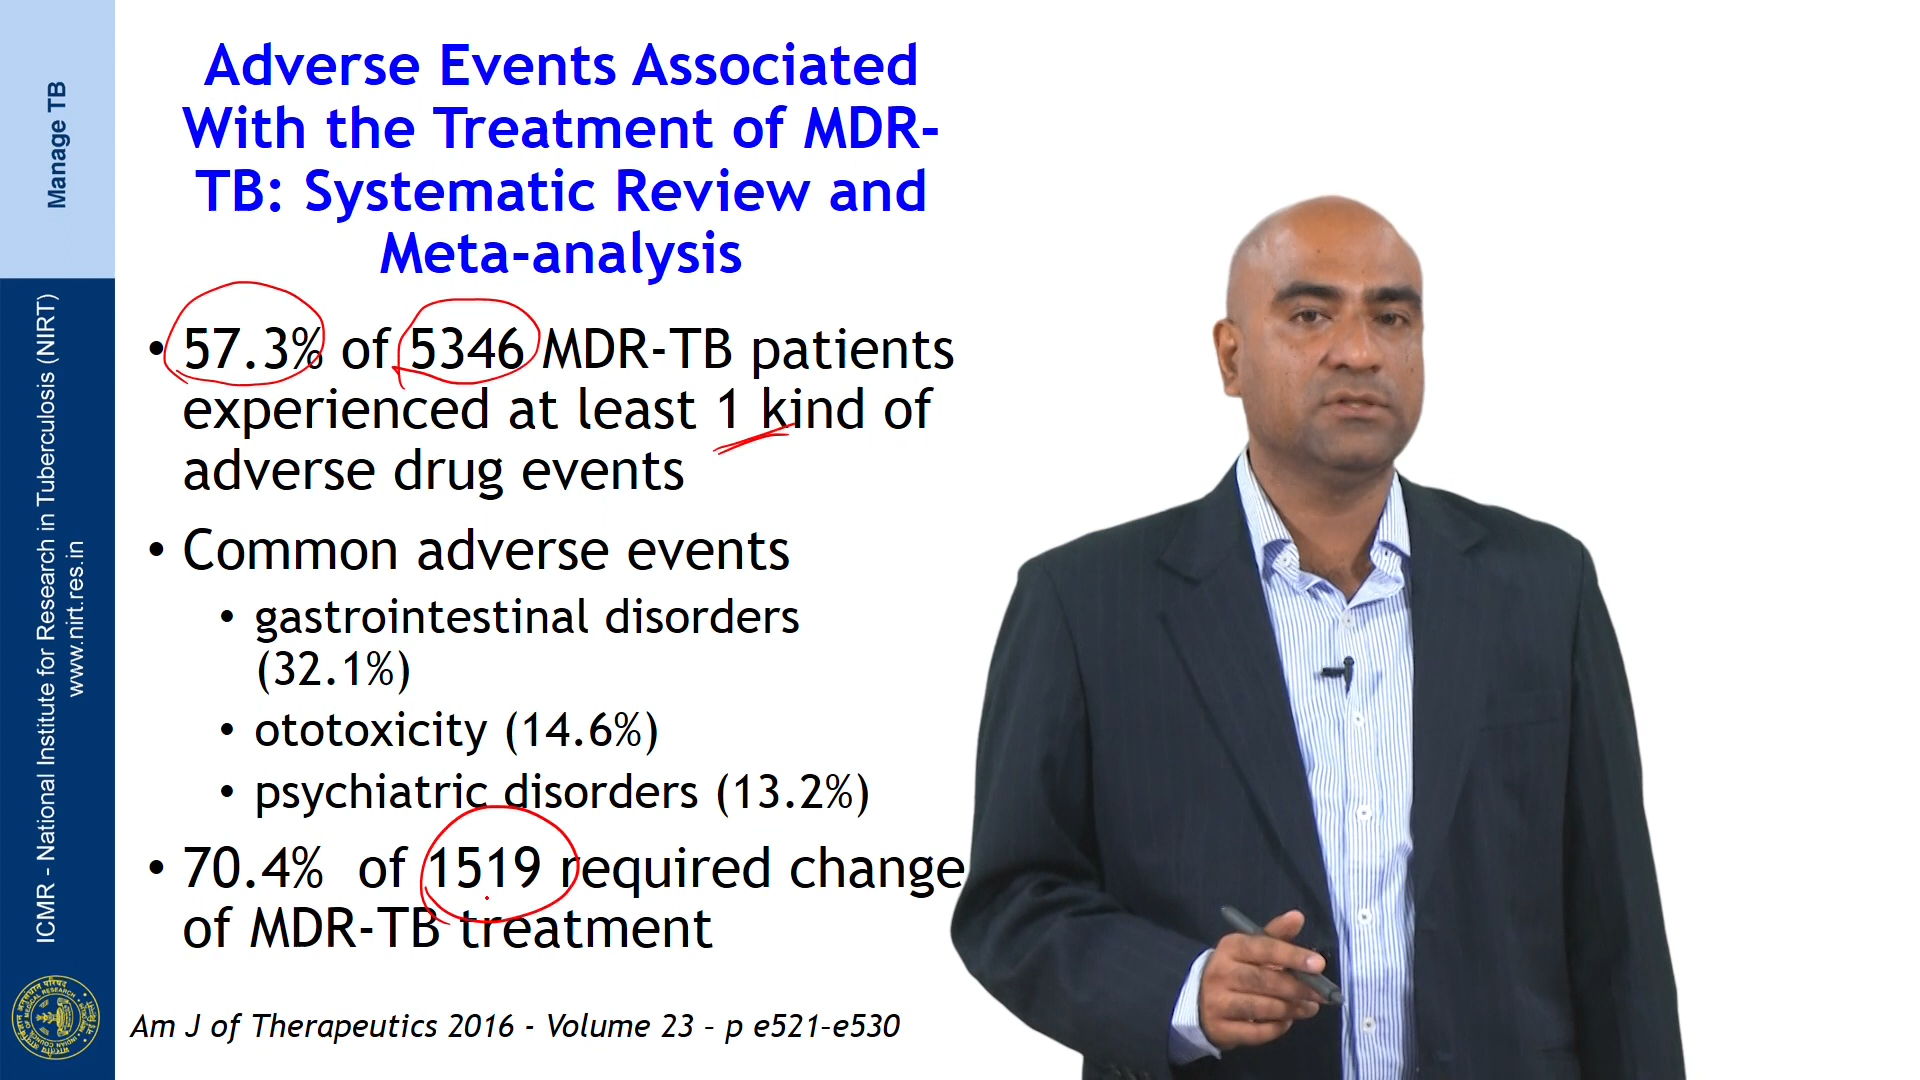 Manage TB
ICMR - National Institute for Research in Tuberculosis (NIRT)
www.nirt.res.in
Adverse Events Associated
With the Treatment of MDR-
TB: Systematic Review and
Meta-analysis
• 57.3% of 5346 MDR-TB patients
experienced at least 1 kind of
adverse drug events
• Common adverse events
• gastrointestinal disorders
(32.1%)
• ototoxicity (14.6%)
• psychiatric disorders (13.2%)
• 70.4% of 1519 required change
of MDR-TB treatment
Am J of Therapeutics 2016 - Volume 23 – p e521–e530